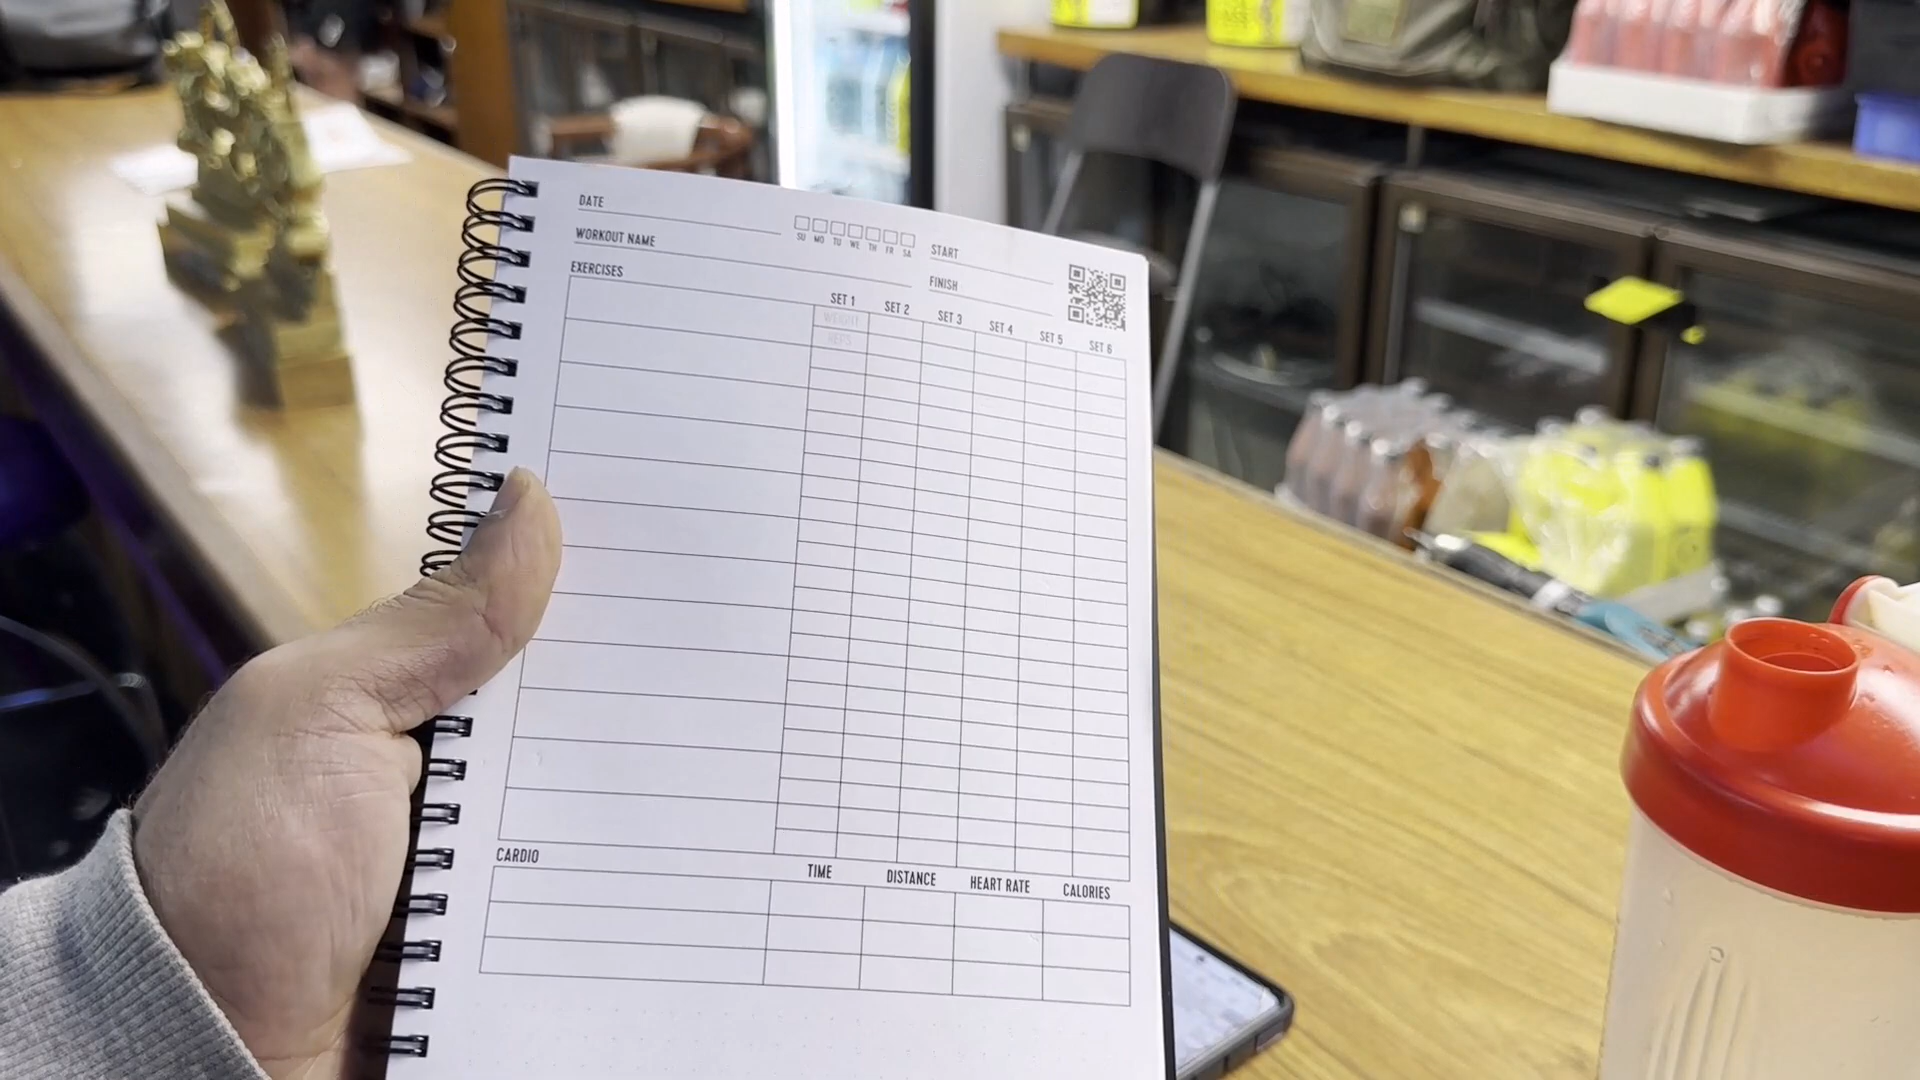 DATE
SU MO TU WE TH FR SA
START
WORKOUT NAME
FINISH
EXERCISES
SET 1 SET 2 SET 3 SET 4 SET 5 SET 6
WEIGHT
REPS
CARDIO TIME DISTANCE HEART RATE CALORIES